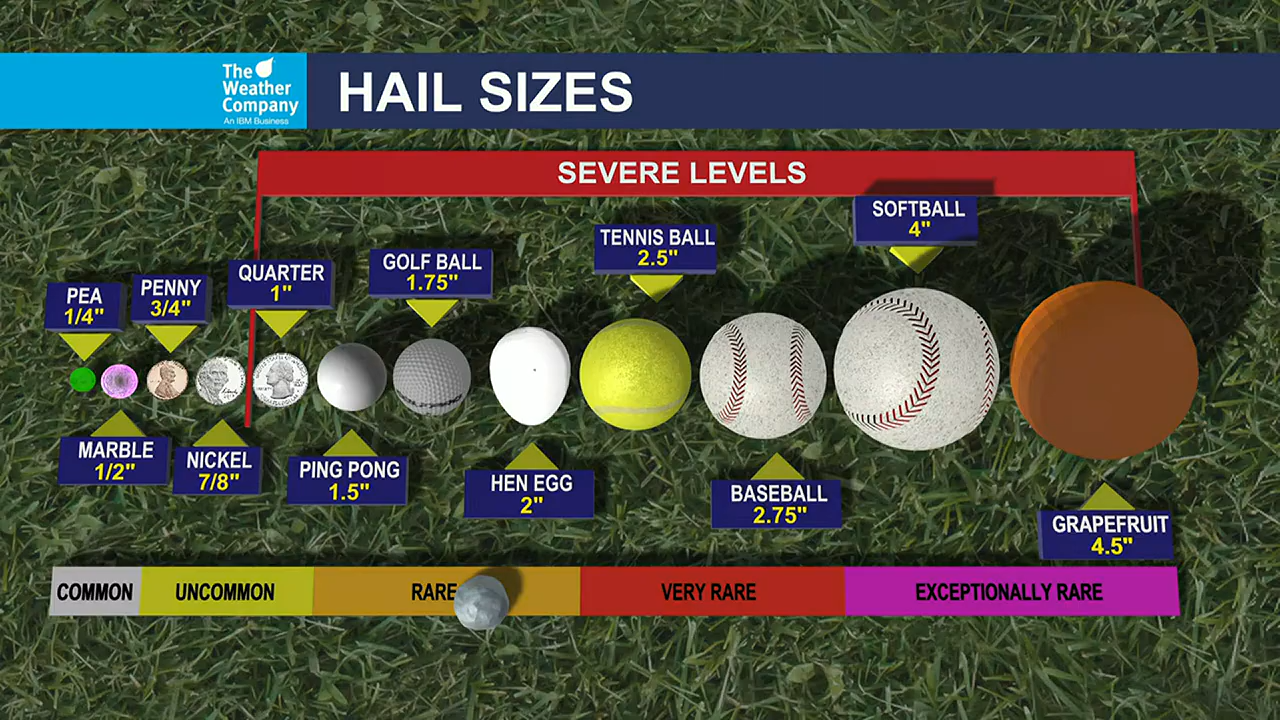 The
Weather
Company
An IBM Business
HAIL SIZES
SEVERE LEVELS
PEA
1/4"
MARBLE
1/2"
PENNY
3/4"
NICKEL
7/8"
QUARTER
1"
PING PONG
1.5"
GOLF BALL
1.75"
HEN EGG
2"
TENNIS BALL
2.5"
BASEBALL
2.75"
SOFTBALL
4"
GRAPEFRUIT
4.5"
COMMON
UNCOMMON
RARE
VERY RARE
EXCEPTIONALLY RARE